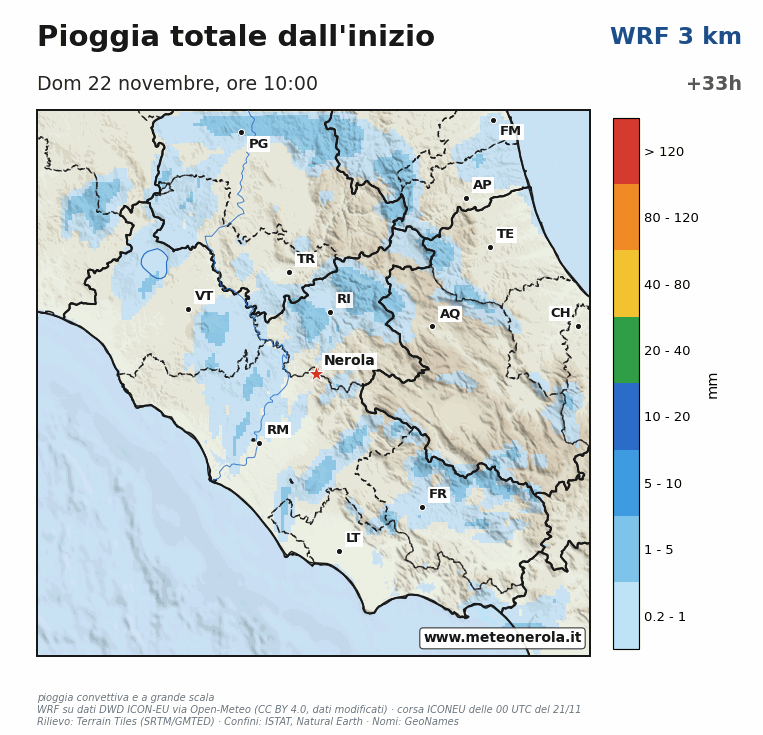 Pioggia totale dall'inizio
WRF 3 km
Dom 22 novembre, ore 10:00
+33h
PG
FM
AP
TE
TR
VT
RI
AQ
CH
Nerola
RM
FR
LT
www.meteonerola.it
> 120
80 - 120
40 - 80
20 - 40
10 - 20
5 - 10
1 - 5
0.2 - 1
mm
pioggia convettiva e a grande scala
WRF su dati DWD ICON-EU via Open-Meteo (CC BY 4.0, dati modificati) · corsa ICONEU delle 00 UTC del 21/11
Rilievo: Terrain Tiles (SRTM/GMTED) · Confini: ISTAT, Natural Earth · Nomi: GeoNames